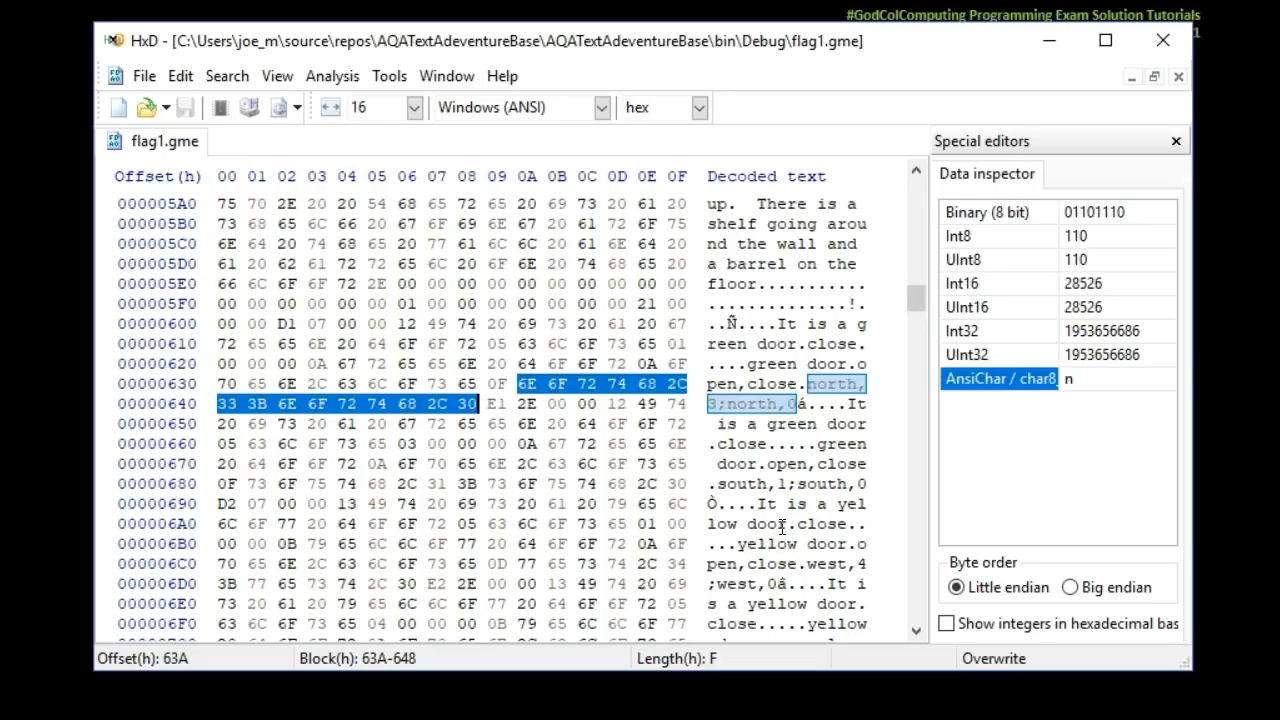 #GodColComputing Programming Exam Solution Tutorials
1
HxD - [C:\Users\joe_m\source\repos\AQATextAdeventureBase\AQATextAdeventureBase\bin\Debug\flag1.gme]
File Edit Search View Analysis Tools Window Help
16 Windows (ANSI) hex
flag1.gme
Offset(h) 00 01 02 03 04 05 06 07 08 09 0A 0B 0C 0D 0E 0F Decoded text
000005A0 75 70 2E 20 20 54 68 65 72 65 20 69 73 20 61 20 up.  There is a
000005B0 73 68 65 6C 66 20 67 6F 69 6E 67 20 61 72 6F 75 shelf going arou
000005C0 6E 64 20 74 68 65 20 77 61 6C 6C 20 61 6E 64 20 nd the wall and
000005D0 61 20 62 61 72 72 65 6C 20 6F 6E 20 74 68 65 20 a barrel on the
000005E0 66 6C 6F 6F 72 2E 00 00 00 00 00 00 00 00 00 00 floor...........
000005F0 00 00 00 00 00 00 01 00 00 00 00 00 00 00 21 00 ..............!.
00000600 00 00 D1 07 00 00 12 49 74 20 69 73 20 61 20 67 ..Ñ....It is a g
00000610 72 65 65 6E 20 64 6F 6F 72 05 63 6C 6F 73 65 01 reen door.close.
00000620 00 00 00 0A 67 72 65 65 6E 20 64 6F 6F 72 0A 6F ....green door.o
00000630 70 65 6E 2C 63 6C 6F 73 65 0F 6E 6F 72 74 68 2C pen,close.north,
00000640 33 3B 6E 6F 72 74 68 2C 30 E1 2E 00 00 12 49 74 3;north,0á....It
00000650 20 69 73 20 61 20 67 72 65 65 6E 20 64 6F 6F 72 is a green door
00000660 05 63 6C 6F 73 65 03 00 00 00 0A 67 72 65 65 6E .close.....green
00000670 20 64 6F 6F 72 0A 6F 70 65 6E 2C 63 6C 6F 73 65 door.open,close
00000680 0F 73 6F 75 74 68 2C 31 3B 73 6F 75 74 68 2C 30 .south,1;south,0
00000690 D2 07 00 00 13 49 74 20 69 73 20 61 20 79 65 6C Ò....It is a yel
000006A0 6C 6F 77 20 64 6F 6F 72 05 63 6C 6F 73 65 01 00 low door.close..
000006B0 00 00 0B 79 65 6C 6C 6F 77 20 64 6F 6F 72 0A 6F ...yellow door.o
000006C0 70 65 6E 2C 63 6C 6F 73 65 0D 77 65 73 74 2C 34 pen,close.west,4
000006D0 3B 77 65 73 74 2C 30 E2 2E 00 00 13 49 74 20 69 ;west,0â....It i
000006E0 73 20 61 20 79 65 6C 6C 6F 77 20 64 6F 6F 72 05 s a yellow door.
000006F0 63 6C 6F 73 65 04 00 00 00 0B 79 65 6C 6C 6F 77 close.....yellow
Special editors
Data inspector
Binary (8 bit) 01101110
Int8 110
UInt8 110
Int16 28526
UInt16 28526
Int32 1953656686
UInt32 1953656686
AnsiChar / char8 n
Byte order
Little endian Big endian
Show integers in hexadecimal bas
Offset(h): 63A Block(h): 63A-648 Length(h): F Overwrite